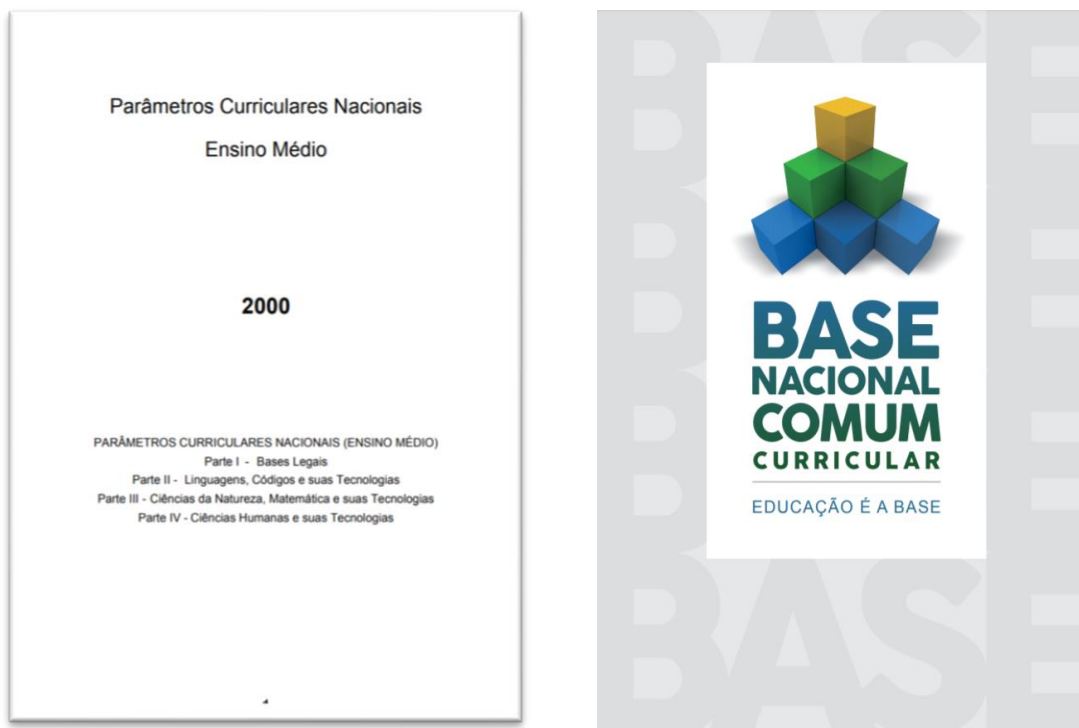 Parâmetros Curriculares Nacionais
Ensino Médio
2000
PARÂMETROS CURRICULARES NACIONAIS (ENSINO MÉDIO)
Parte I - Bases Legais
Parte II - Linguagens, Códigos e suas Tecnologias
Parte III - Ciências da Natureza, Matemática e suas Tecnologias
Parte IV - Ciências Humanas e suas Tecnologias
BASE
NACIONAL
COMUM
CURRICULAR
EDUCAÇÃO É A BASE